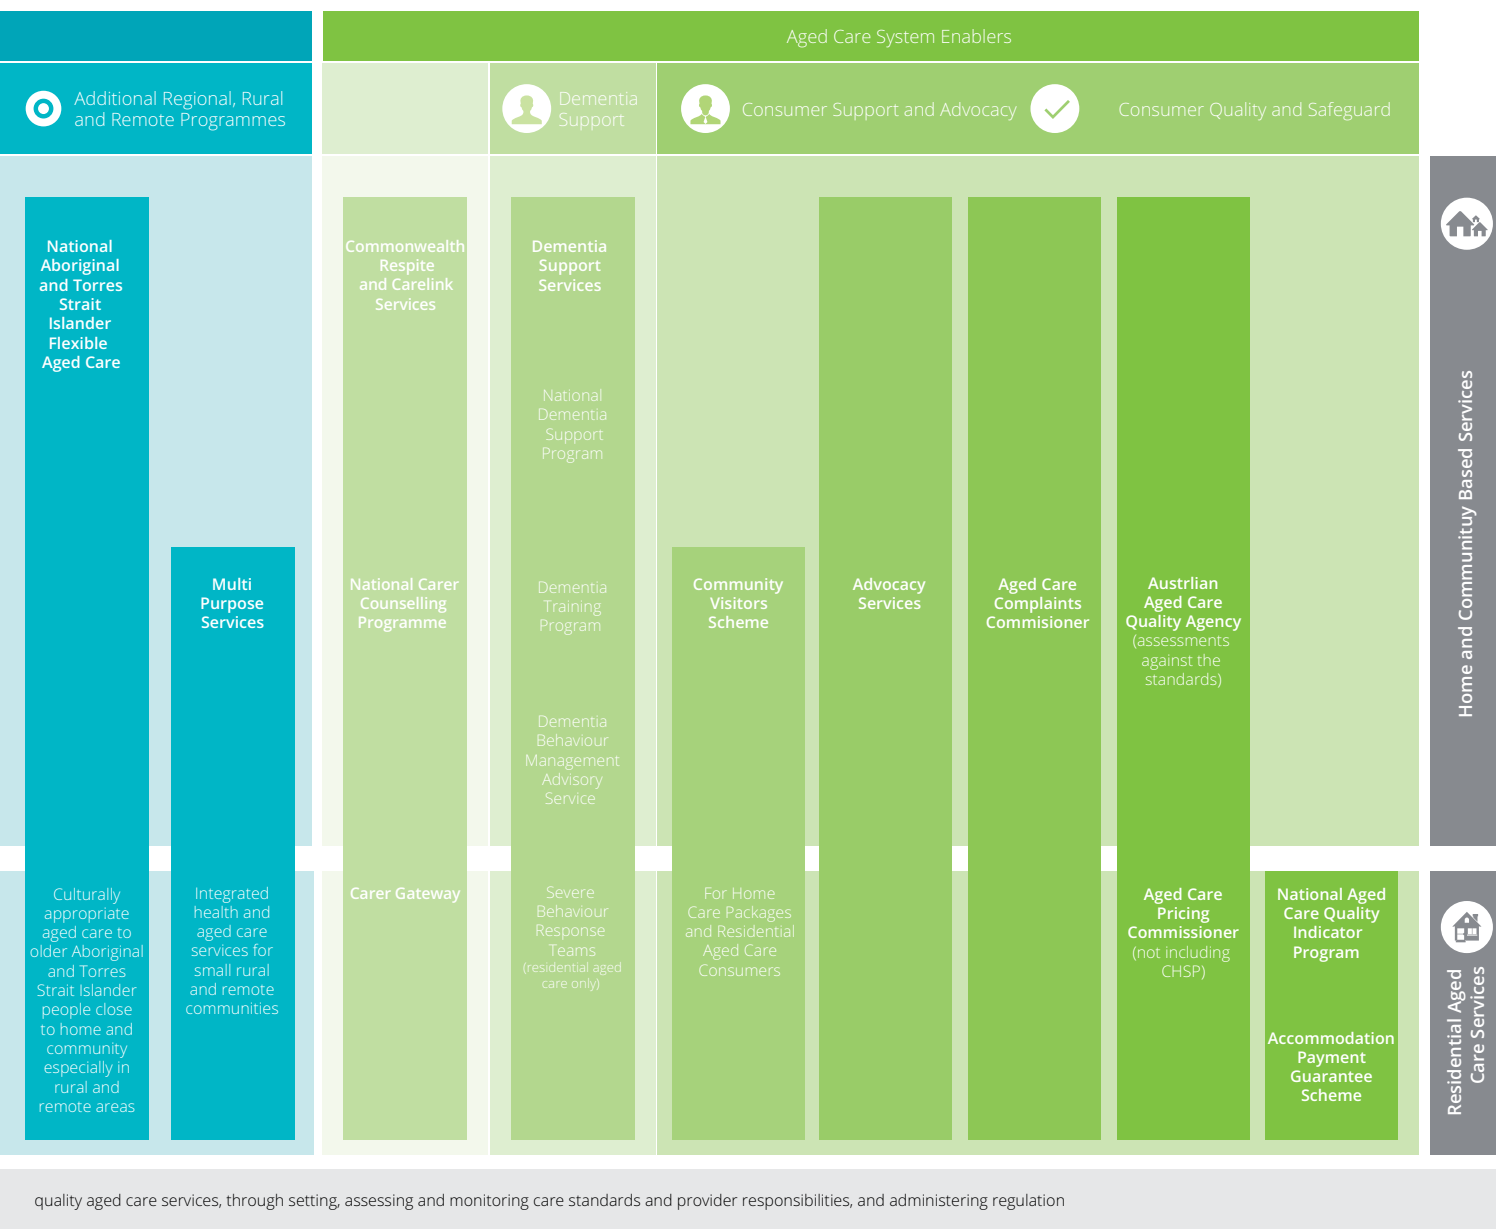 Aged Care System Enablers
Additional Regional, Rural
and Remote Programmes
Dementia
Support
Consumer Support and Advocacy
Consumer Quality and Safeguard
National
Aboriginal
and Torres
Strait
Islander
Flexible
Aged Care
Culturally
appropriate
aged care to
older Aboriginal
and Torres
Strait Islander
people close
to home and
community
especially in
rural and
remote areas
Multi
Purpose
Services
Integrated
health and
aged care
services for
small rural
and remote
communities
Commonwealth
Respite
and Carelink
Services
National Carer
Counselling
Programme
Carer Gateway
Dementia
Support
Services
National
Dementia
Support
Program
Dementia
Training
Program
Dementia
Behaviour
Management
Advisory
Service
Severe
Behaviour
Response
Teams
(residential aged
care only)
Community
Visitors
Scheme
For Home
Care Packages
and Residential
Aged Care
Consumers
Advocacy
Services
Aged Care
Complaints
Commisioner
Austrlian
Aged Care
Quality Agency
(assessments
against the
standards)
Aged Care
Pricing
Commissioner
(not including
CHSP)
National Aged
Care Quality
Indicator
Program
Accommodation
Payment
Guarantee
Scheme
Home and Communituy Based Services
Residential Aged
Care Services
quality aged care services, through setting, assessing and monitoring care standards and provider responsibilities, and administering regulation